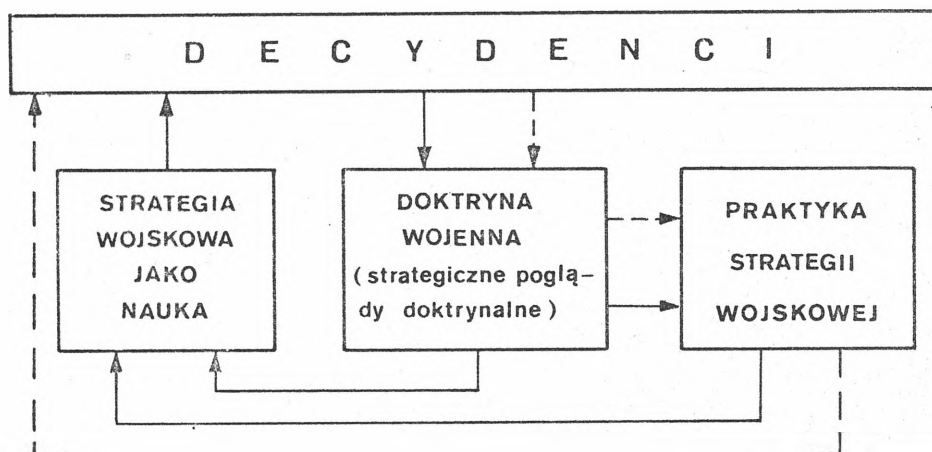 D E C Y D E N C I
STRATEGIA
WOJSKOWA
JAKO
NAUKA
DOKTRYNA
WOJENNA
(strategiczne poglą-
dy doktrynalne)
PRAKTYKA
STRATEGII
WOJSKOWEJ